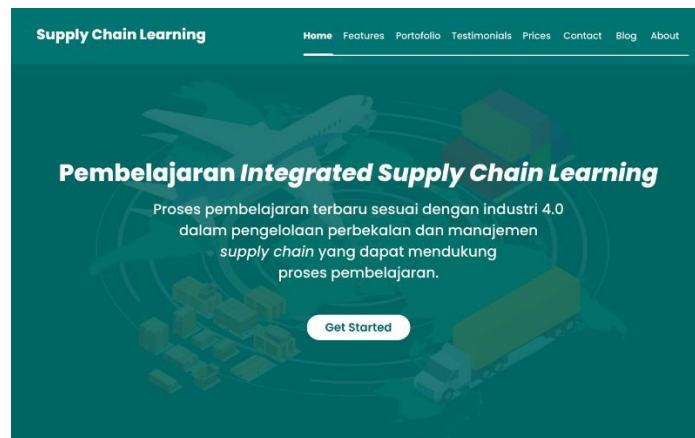 Supply Chain Learning
Home Features Portofolio Testimonials Prices Contact Blog About
Pembelajaran Integrated Supply Chain Learning
Proses pembelajaran terbaru sesuai dengan industri 4.0
dalam pengelolaan perbekalan dan manajemen
supply chain yang dapat mendukung
proses pembelajaran.
Get Started